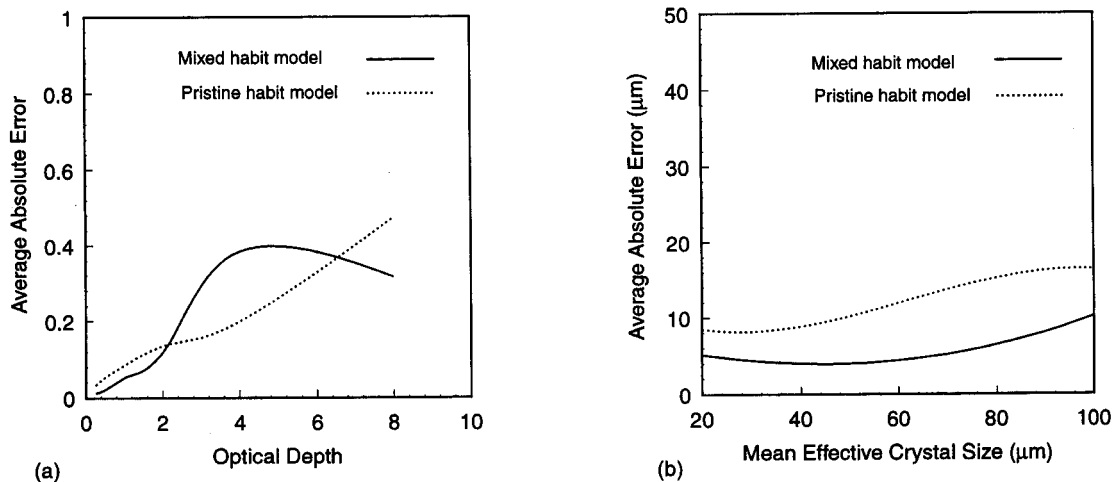 1
0.8
0.6
0.4
0.2
0
Average Absolute Error
Mixed habit model
Pristine habit model
0 2 4 6 8 10
Optical Depth
(a)
50
40
30
20
10
0
Average Absolute Error (μm)
Mixed habit model
Pristine habit model
20 40 60 80 100
Mean Effective Crystal Size (μm)
(b)